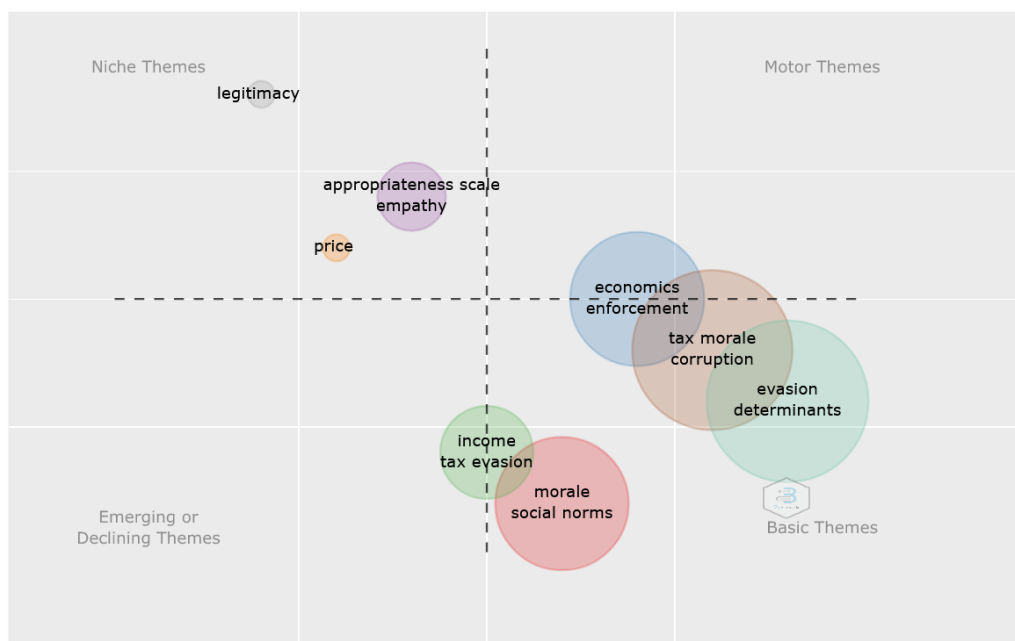 Niche Themes
Motor Themes
legitimacy
appropriateness scale
empathy
price
economics
enforcement
tax morale
corruption
evasion
determinants
income
tax evasion
morale
social norms
Emerging or
Declining Themes
Basic Themes